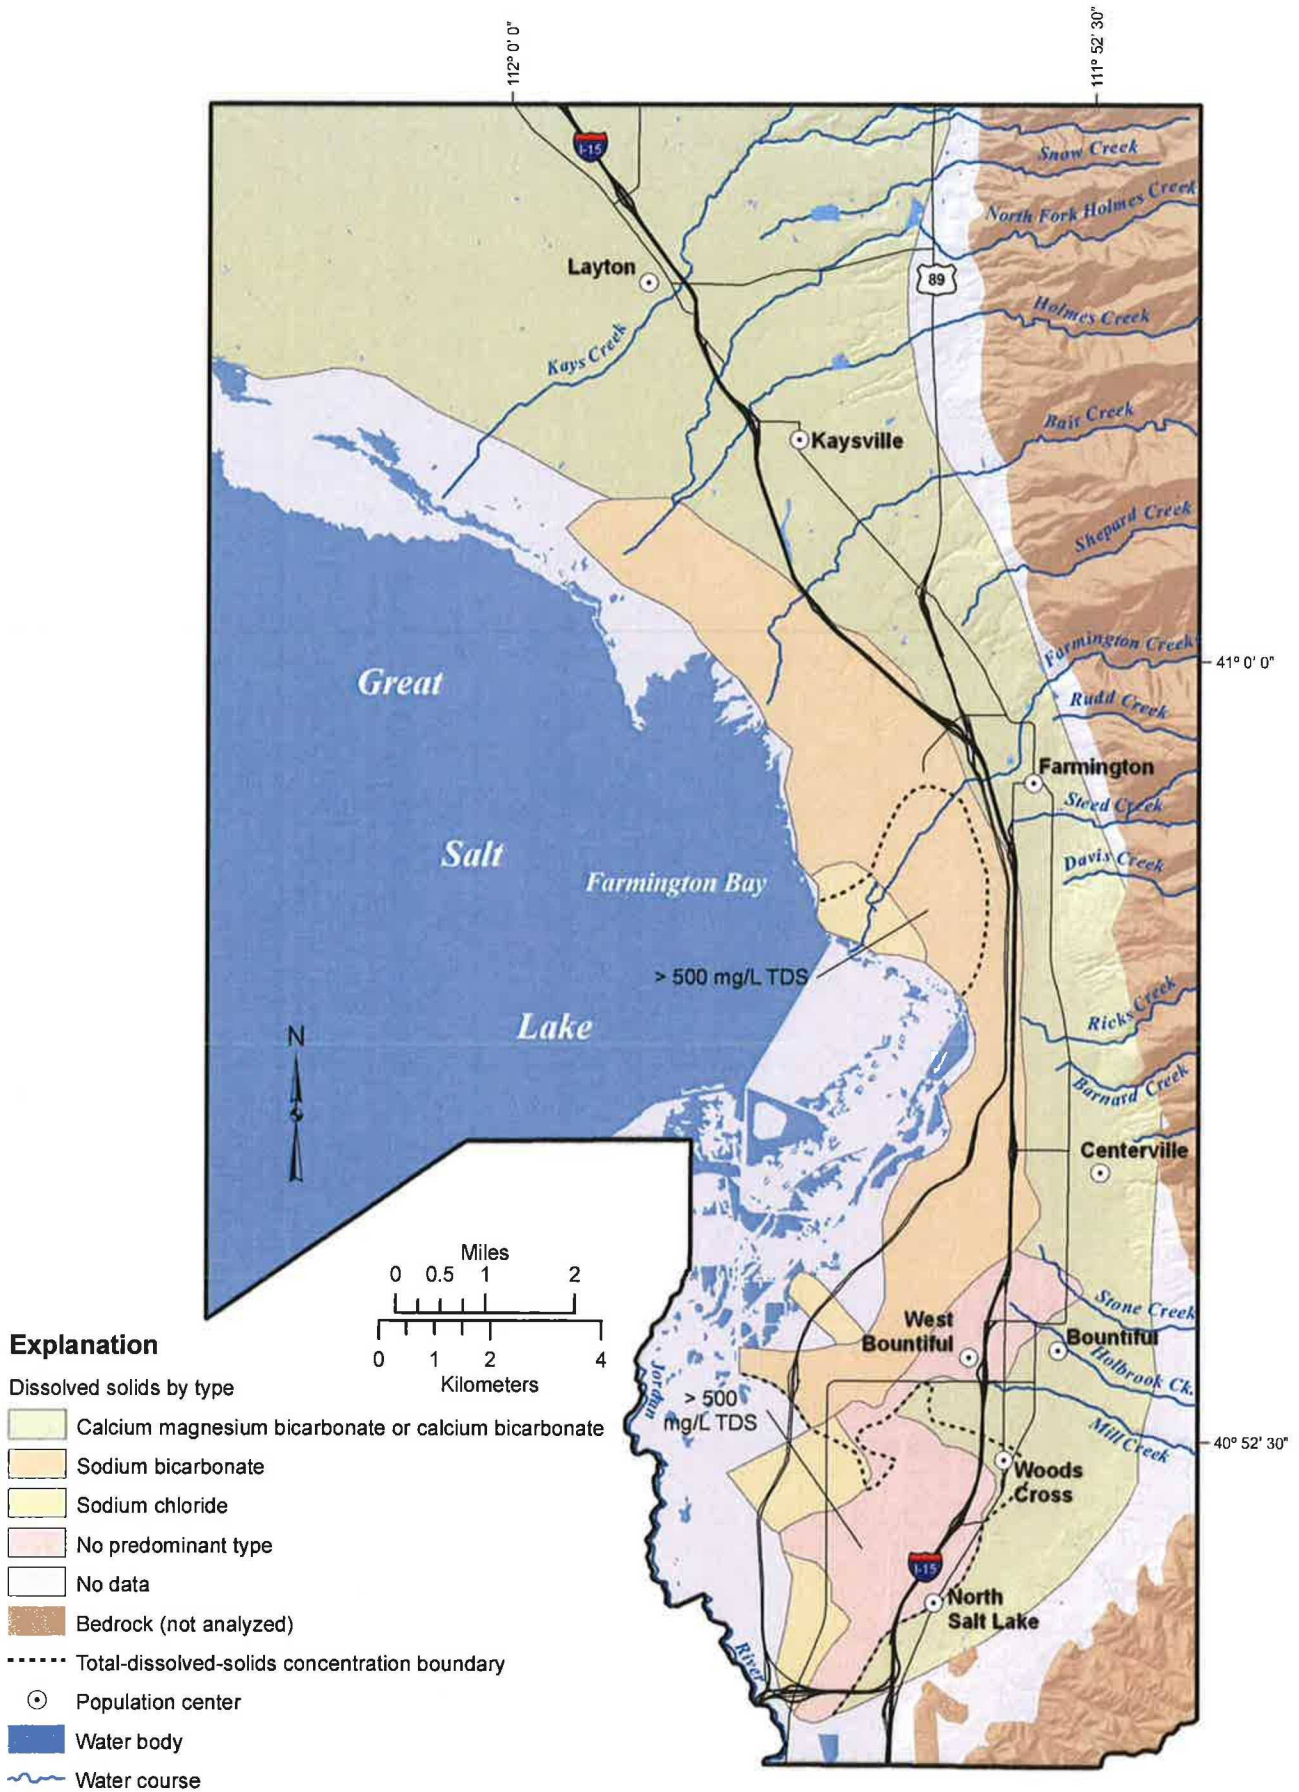 112° 0' 0"
111° 52' 30"
I-15
Snow Creek
North Fork Holmes Creek
Layton
89
Holmes Creek
Kays Creek
Bair Creek
Kaysville
Shepard Creek
Farmington Creek
41° 0' 0"
Great
Rudd Creek
Farmington
Steed Creek
Salt
Davis Creek
Farmington Bay
> 500 mg/L TDS
Ricks Creek
Lake
N
Barnard Creek
Centerville
Miles
0 0.5 1 2
0 1 2 4
Kilometers
Stone Creek
West
Bountiful
Bountiful
Holbrook Ck.
Jordan
> 500
mg/L TDS
Mill Creek
40° 52' 30"
Woods
Cross
I-15
North
Salt Lake
River
Explanation
Dissolved solids by type
Calcium magnesium bicarbonate or calcium bicarbonate
Sodium bicarbonate
Sodium chloride
No predominant type
No data
Bedrock (not analyzed)
Total-dissolved-solids concentration boundary
Population center
Water body
Water course